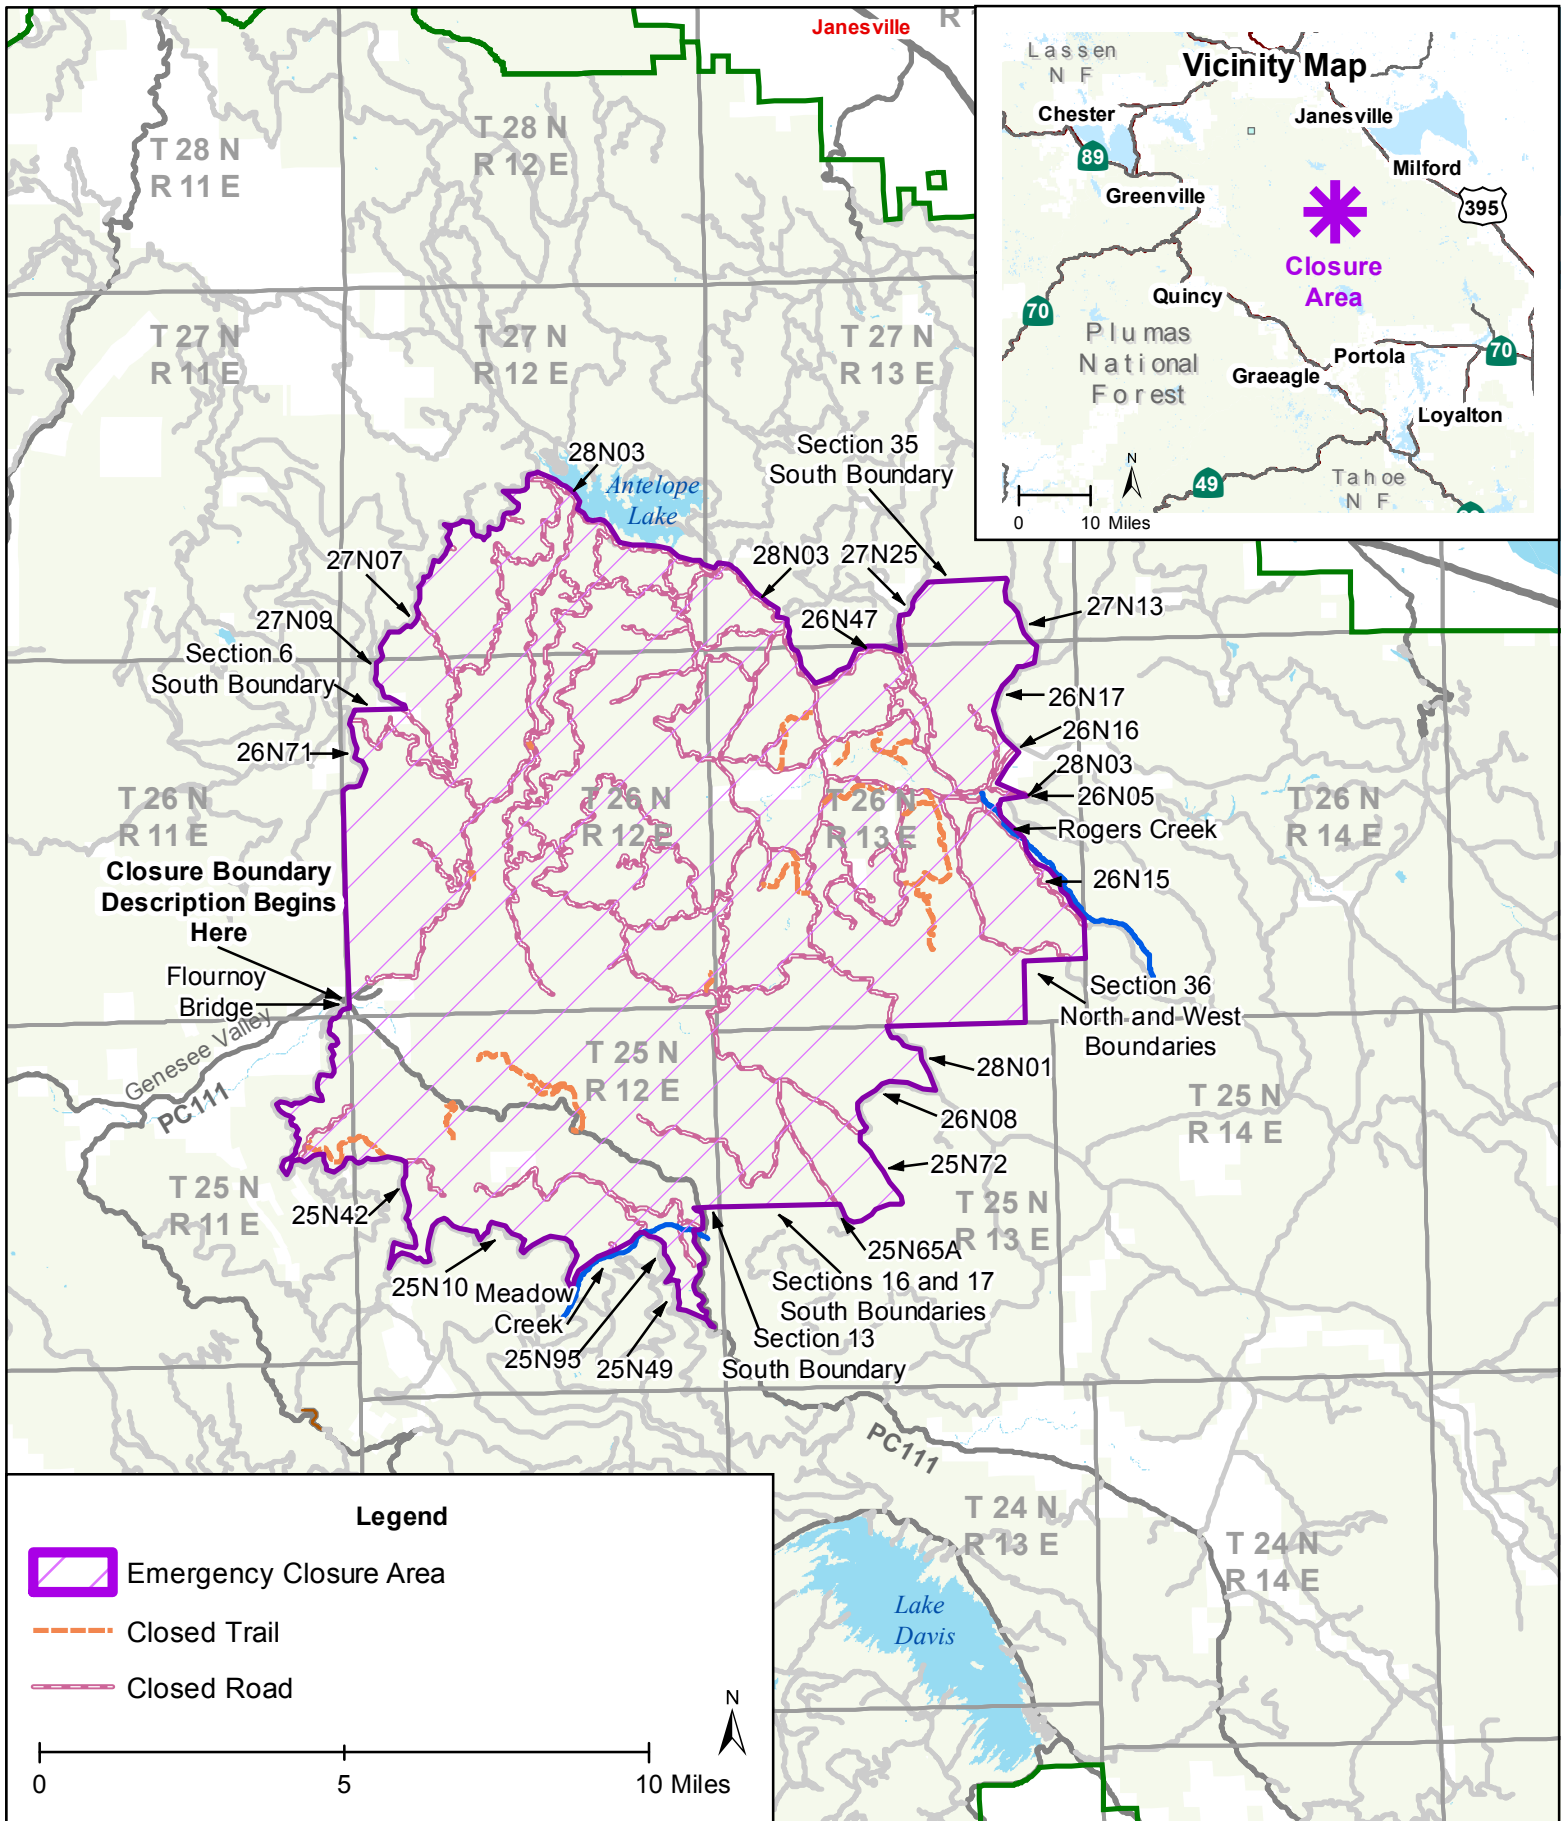 Janesville
R 1
T 28 N
R 11 E
T 28 N
R 12 E
T 27 N
R 11 E
T 27 N
R 12 E
T 27 N
R 13 E
Vicinity Map
Lassen
N F
Chester
Janesville
89
Milford
Greenville
395
Closure
Area
Quincy
70
Plumas
National
Forest
Portola
70
Graeagle
Loyalton
N
Tahoe
N F
49
0 10 Miles
28N03
Antelope
Lake
Section 35
South Boundary
27N07
28N03
27N25
27N13
27N09
26N47
Section 6
South Boundary
26N17
26N71
26N16
28N03
26N05
T 26 N
R 11 E
T 26 N
R 12 E
T 26 N
R 13 E
T 26 N
R 14 E
Rogers Creek
Closure Boundary
Description Begins
Here
26N15
Flournoy
Bridge
Section 36
North and West
Boundaries
Genesee Valley
PC111
T 25 N
R 12 E
28N01
T 25 N
R 14 E
26N08
25N72
T 25 N
R 11 E
25N42
T 25 N
R 13 E
25N65A
25N10
Meadow
Creek
Sections 16 and 17
South Boundaries
25N95
25N49
Section 13
South Boundary
PC111
T 24 N
R 13 E
T 24 N
R 14 E
Lake
Davis
Legend
Emergency Closure Area
Closed Trail
Closed Road
N
0 5 10 Miles